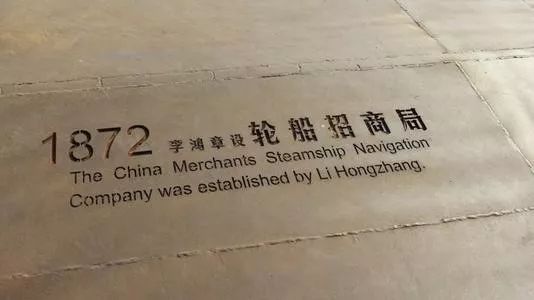 1872 李鸿章设轮船招商局
The China Merchants Steamship Navigation
Company was established by Li Hongzhang.